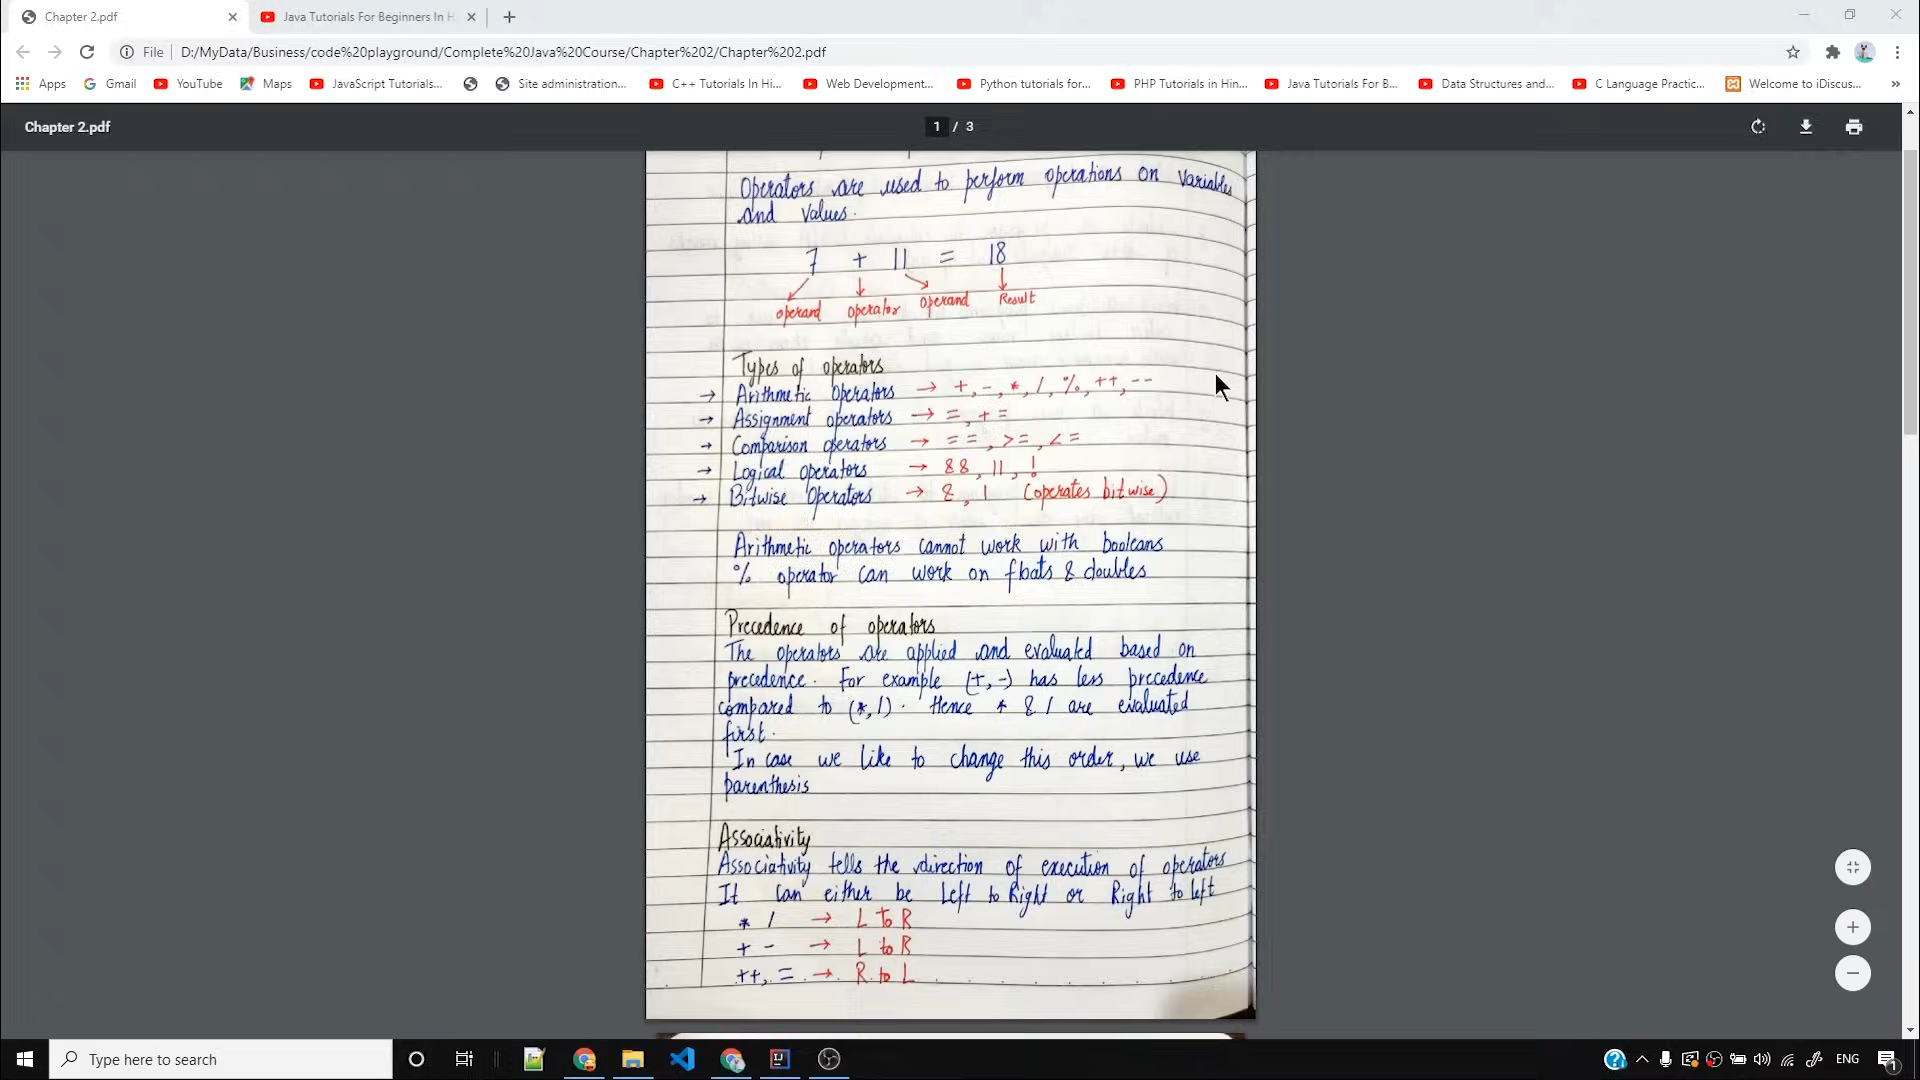 Chapter 2.pdf
Java Tutorials For Beginners In H
File
D:/MyData/Business/code%20playground/Complete%20Java%20Course/Chapter%202/Chapter%202.pdf
Apps
Gmail
YouTube
Maps
JavaScript Tutorials...
Site administration...
C++ Tutorials In Hi...
Web Development...
Python tutorials for...
PHP Tutorials in Hin...
Java Tutorials For B...
Data Structures and...
C Language Practic...
Welcome to iDiscus...
»
Chapter 2.pdf
1 / 3
Operators are used to perform operations on variables
and values.
7 + 11 = 18
operand operator operand Result
Types of operators
→ Arithmetic Operators → +, -, *, /, %, ++, --
→ Assignment operators → =, +=
→ Comparison operators → ==, >=, <=
→ Logical operators → &&, ||, !
→ Bitwise Operators → &, | (operates bitwise)
Arithmetic operators cannot work with booleans
% operator can work on floats & doubles
Precedence of operators
The operators are applied and evaluated based on
precedence. For example (+, -) has less precedence
compared to (*, /). Hence * & / are evaluated
first.
In case we like to change this order, we use
parenthesis
Associativity
Associativity tells the direction of execution of operators
It can either be Left to Right or Right to left
* / → L to R
+ - → L to R
++, = → R to L
Type here to search
ENG
1